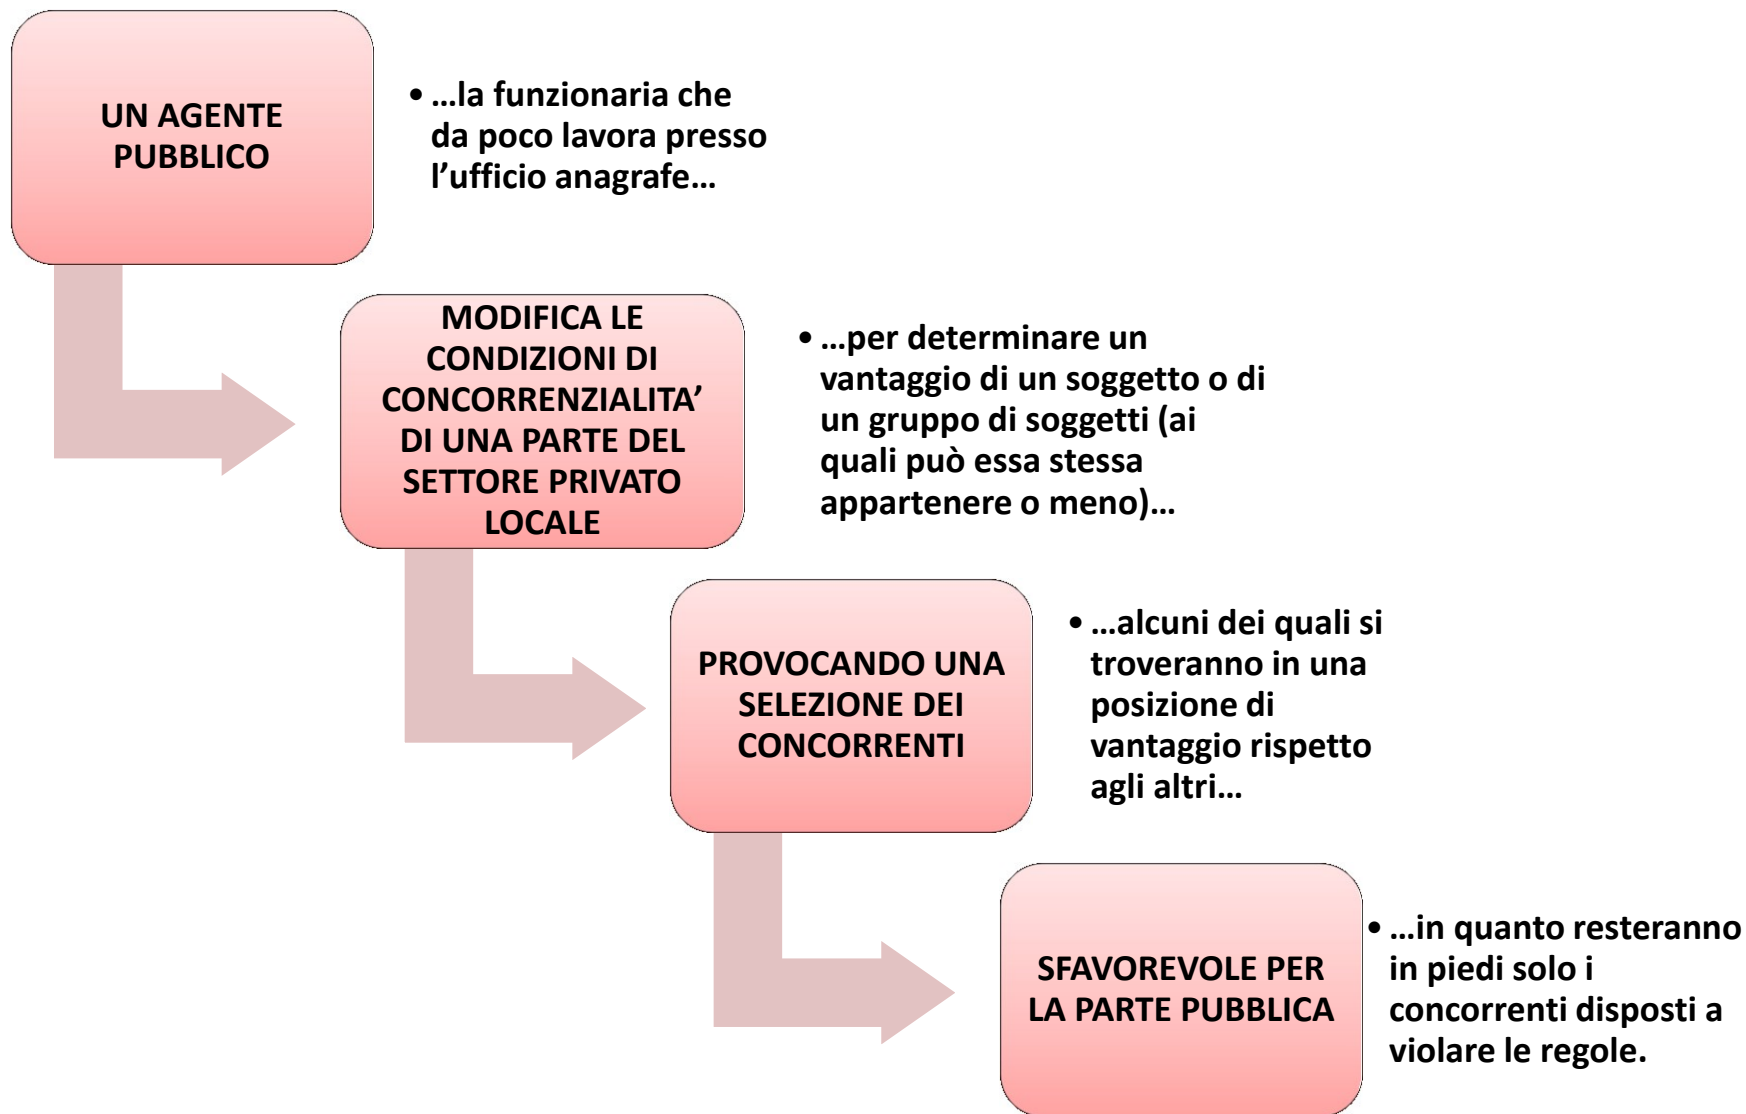 UN AGENTE
PUBBLICO
• ...la funzionaria che
da poco lavora presso
l’ufficio anagrafe...
MODIFICA LE
CONDIZIONI DI
CONCORRENZIALITA’
DI UNA PARTE DEL
SETTORE PRIVATO
LOCALE
• ...per determinare un
vantaggio di un soggetto o di
un gruppo di soggetti (ai
quali può essa stessa
appartenere o meno)...
PROVOCANDO UNA
SELEZIONE DEI
CONCORRENTI
• ...alcuni dei quali si
troveranno in una
posizione di
vantaggio rispetto
agli altri...
SFAVOREVOLE PER
LA PARTE PUBBLICA
• ...in quanto resteranno
in piedi solo i
concorrenti disposti a
violare le regole.